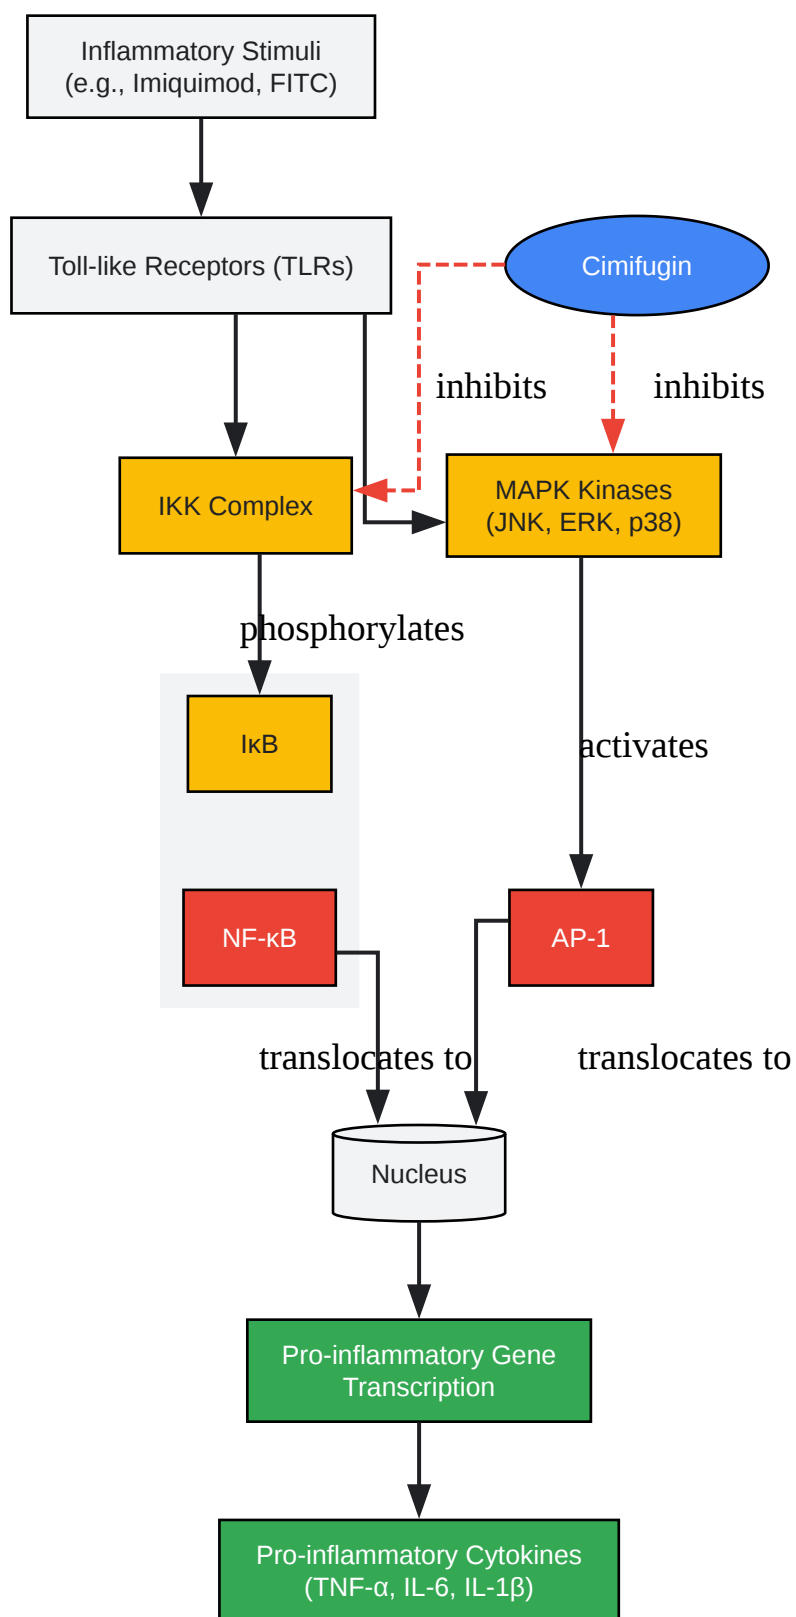 Inflammatory Stimuli
(e.g., Imiquimod, FITC)
Toll-like Receptors (TLRs)
Cimifugin
inhibits
inhibits
IKK Complex
MAPK Kinases
(JNK, ERK, p38)
phosphorylates
IκB
activates
NF-κB
AP-1
translocates to
translocates to
Nucleus
Pro-inflammatory Gene
Transcription
Pro-inflammatory Cytokines
(TNF-α, IL-6, IL-1β)